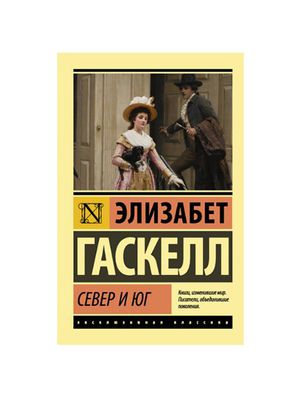 ЭЛИЗАБЕТ
ГАСКЕЛЛ
СЕВЕР И ЮГ
Книги, изменившие мир.
Писатели, объединившие
поколения.
ЭКСКЛЮЗИВНАЯ КЛАССИКА